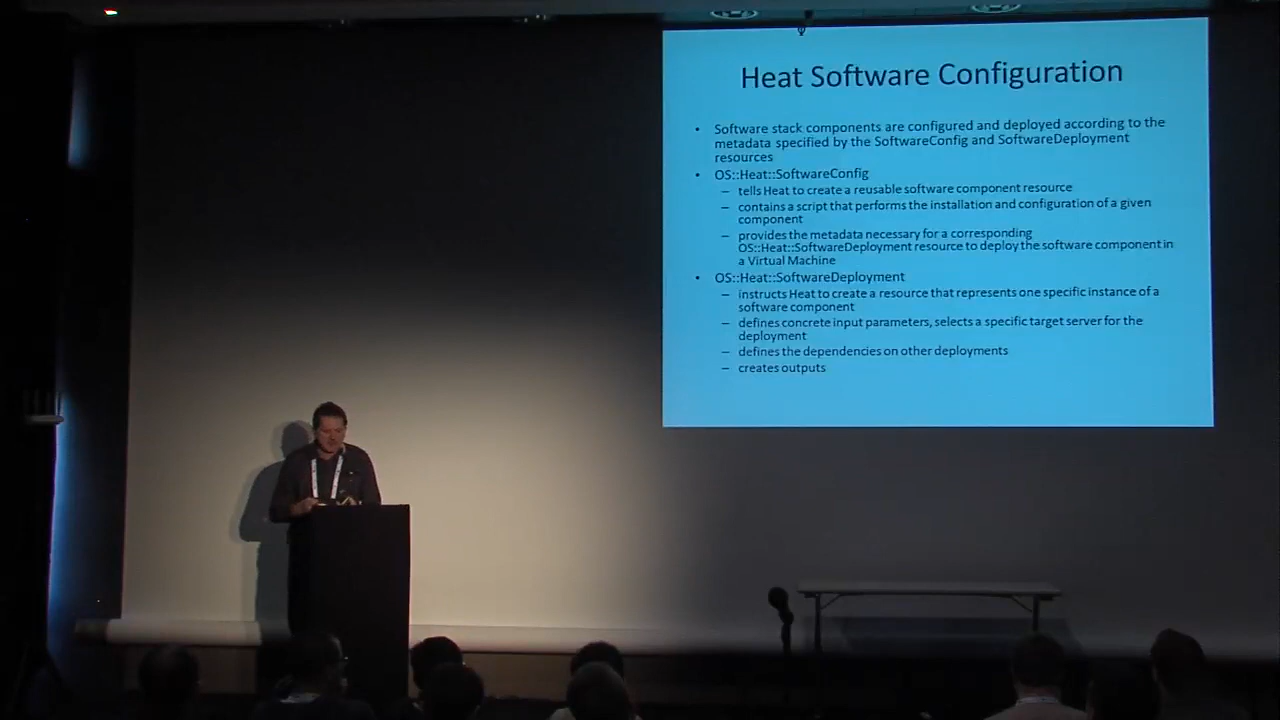 Heat Software Configuration
• Software stack components are configured and deployed according to the
metadata specified by the SoftwareConfig and SoftwareDeployment
resources
• OS::Heat::SoftwareConfig
– tells Heat to create a reusable software component resource
– contains a script that performs the installation and configuration of a given
component
– provides the metadata necessary for a corresponding
OS::Heat::SoftwareDeployment resource to deploy the software component in
a Virtual Machine
• OS::Heat::SoftwareDeployment
– instructs Heat to create a resource that represents one specific instance of a
software component
– defines concrete input parameters, selects a specific target server for the
deployment
– defines the dependencies on other deployments
– creates outputs